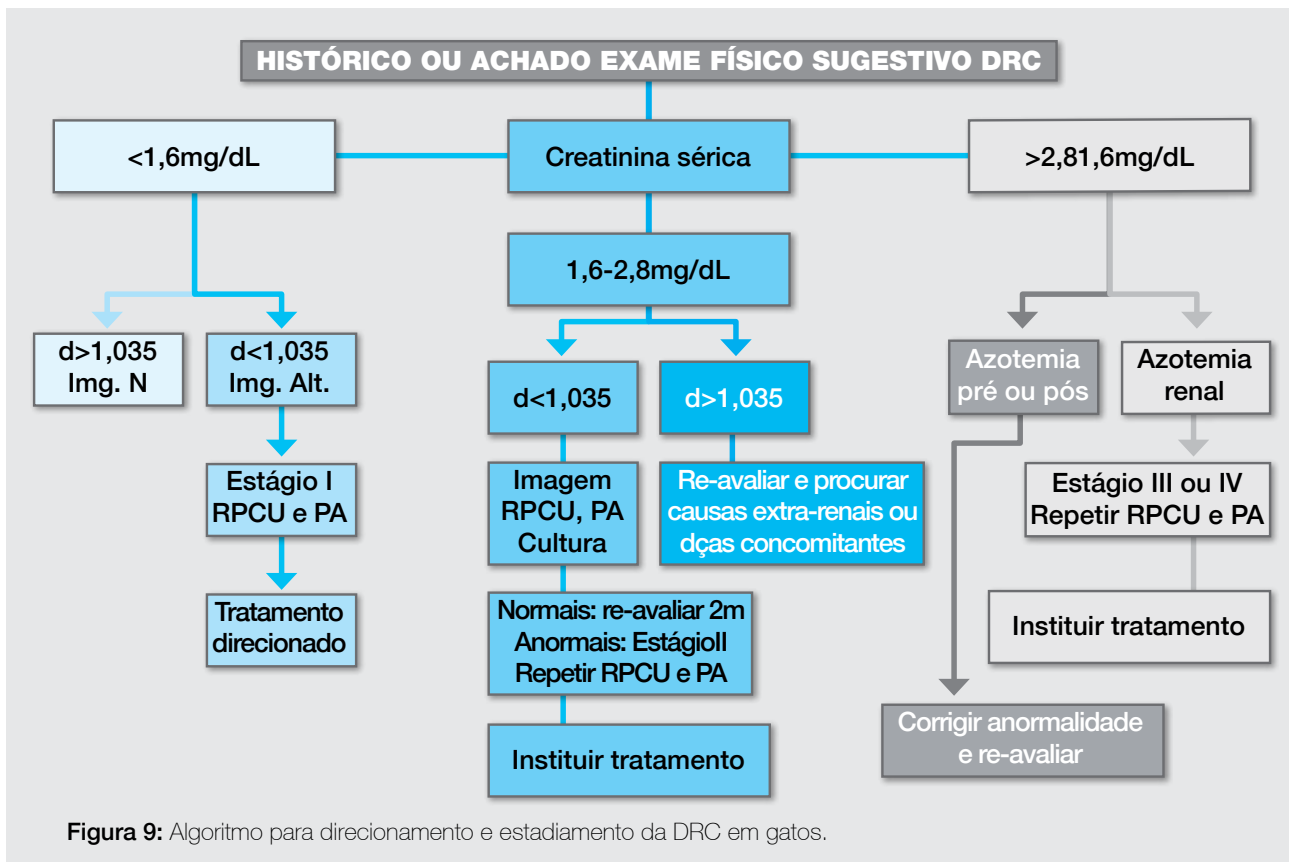 HISTÓRICO OU ACHADO EXAME FÍSICO SUGESTIVO DRC
<1,6mg/dL
Creatinina sérica
>2,81,6mg/dL
1,6-2,8mg/dL
d>1,035
Img. N
d<1,035
Img. Alt.
d<1,035
d>1,035
Azotemia
pré ou pós
Azotemia
renal
Estágio I
RPCU e PA
Imagem
RPCU, PA
Cultura
Re-avaliar e procurar
causas extra-renais ou
dças concomitantes
Estágio III ou IV
Repetir RPCU e PA
Tratamento
direcionado
Normais: re-avaliar 2m
Anormais: EstágioII
Repetir RPCU e PA
Instituir tratamento
Instituir tratamento
Corrigir anormalidade
e re-avaliar
Figura 9: Algoritmo para direcionamento e estadiamento da DRC em gatos.